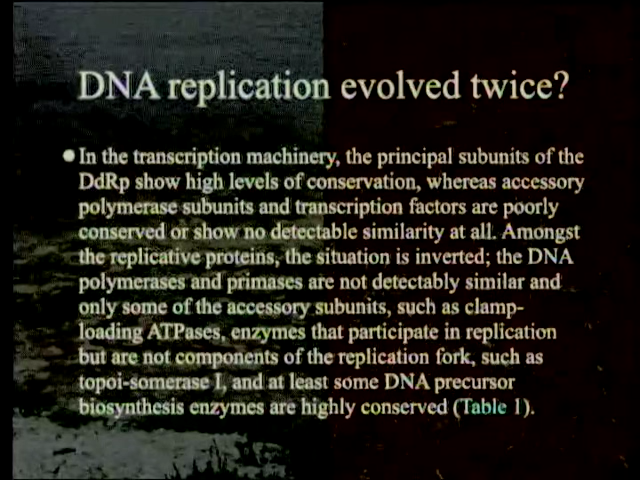 DNA replication evolved twice?
• In the transcription machinery, the principal subunits of the
DdRp show high levels of conservation, whereas accessory
polymerase subunits and transcription factors are poorly
conserved or show no detectable similarity at all. Amongst
the replicative proteins, the situation is inverted; the DNA
polymerases and primases are not detectably similar and
only some of the accessory subunits, such as clamp-
loading ATPases, enzymes that participate in replication
but are not components of the replication fork, such as
topoi-somerase I, and at least some DNA precursor
biosynthesis enzymes are highly conserved (Table 1).